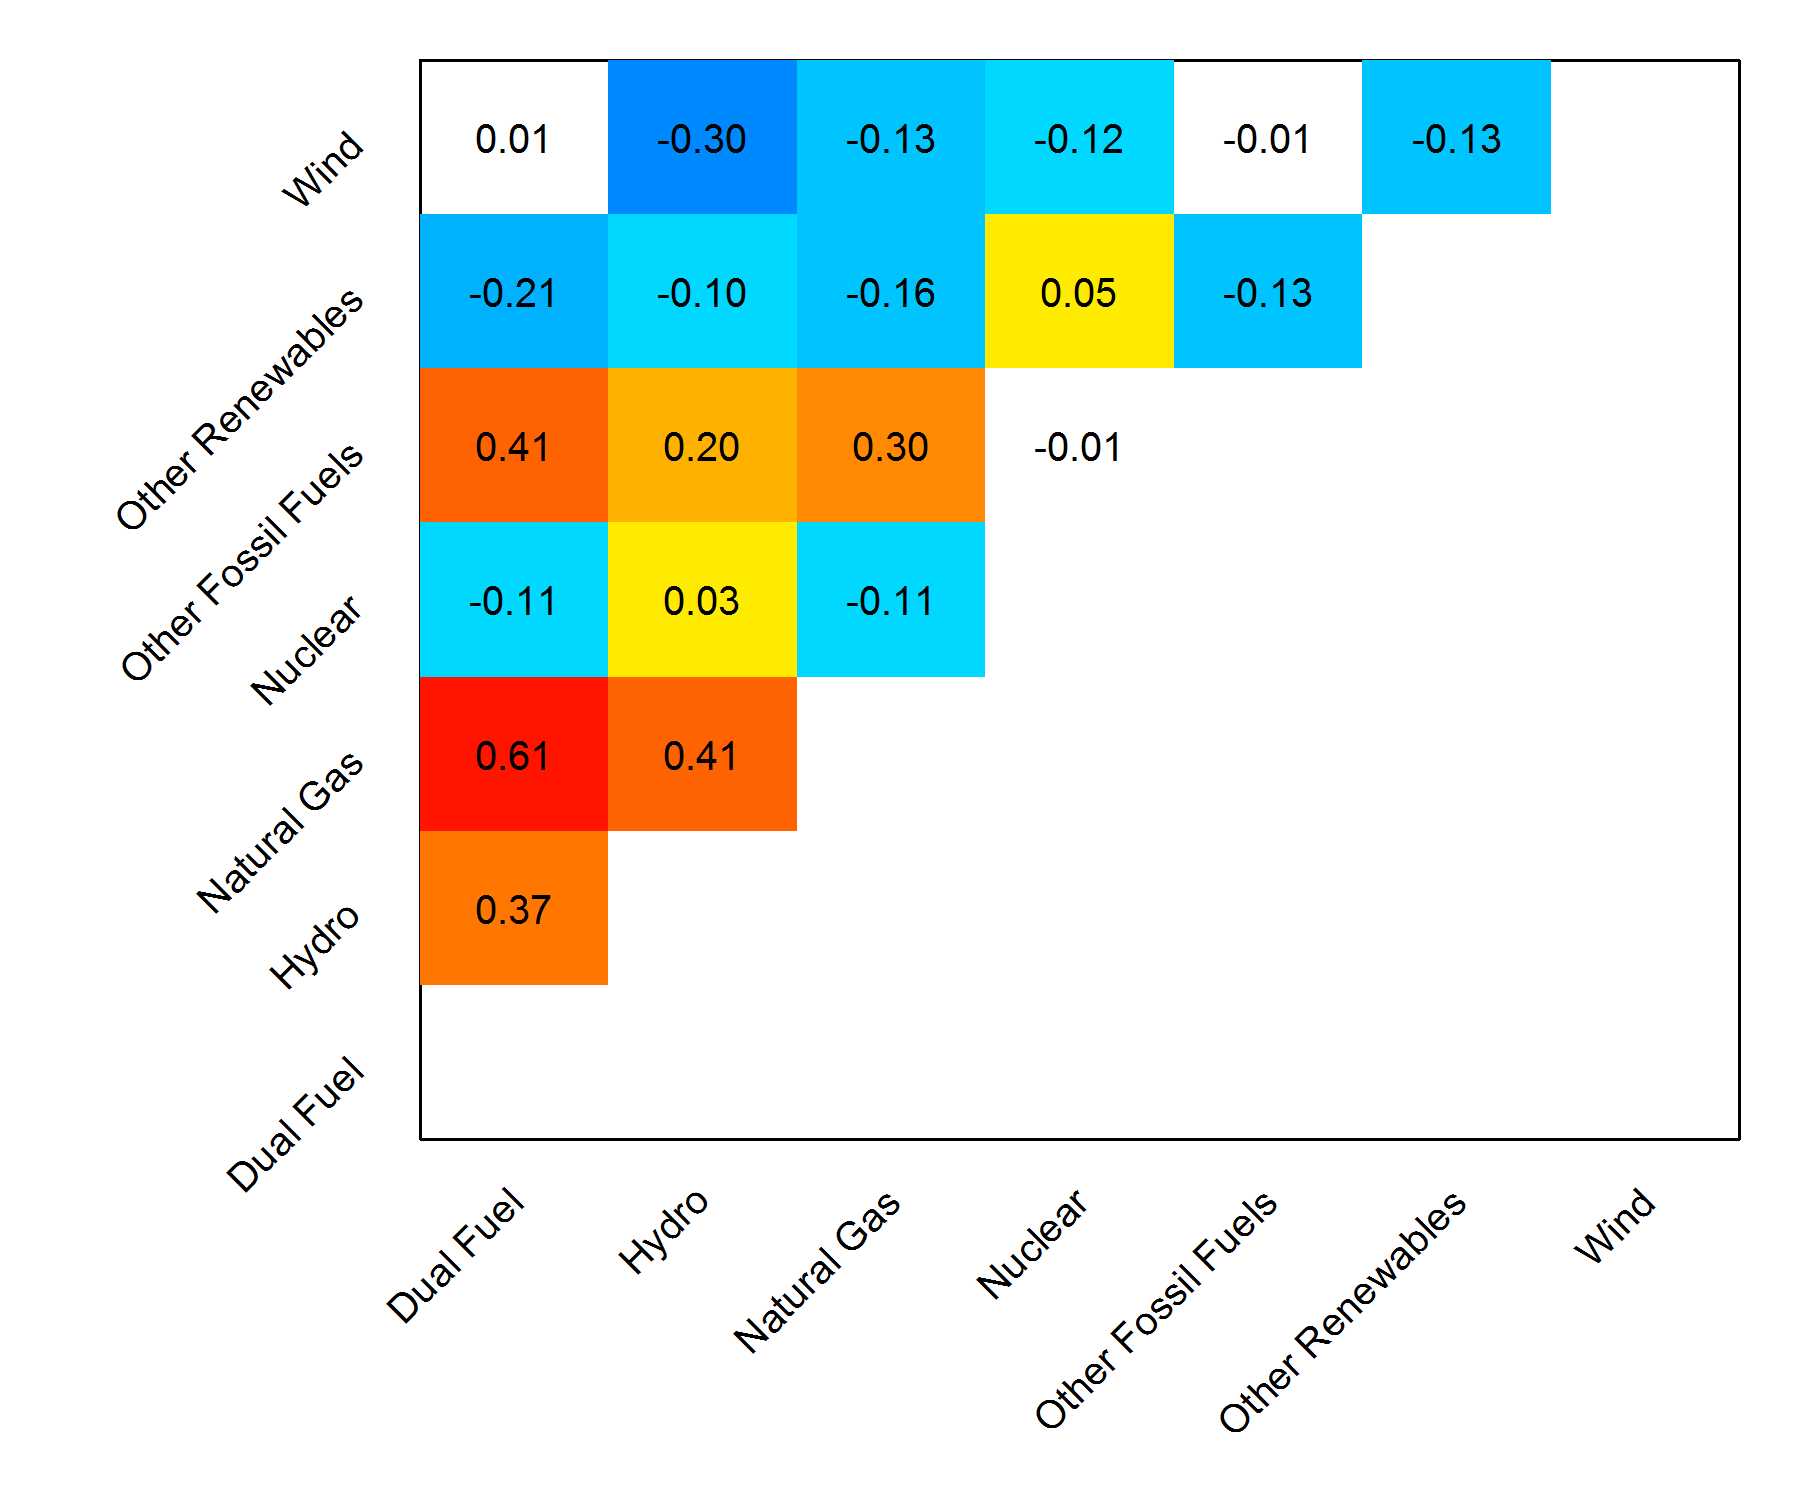 Wind
0.01 -0.30 -0.13 -0.12 -0.01 -0.13
Other Renewables
-0.21 -0.10 -0.16 0.05 -0.13
Other Fossil Fuels
0.41 0.20 0.30 -0.01
Nuclear
-0.11 0.03 -0.11
Natural Gas
0.61 0.41
Hydro
0.37
Dual Fuel
Dual Fuel
Hydro
Natural Gas
Nuclear
Other Fossil Fuels
Other Renewables
Wind